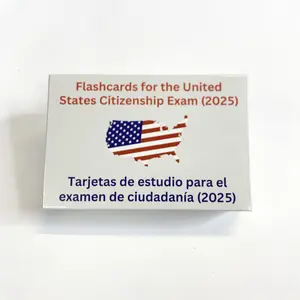 Flashcards for the United
States Citizenship Exam (2025)
Tarjetas de estudio para el
examen de ciudadanía (2025)